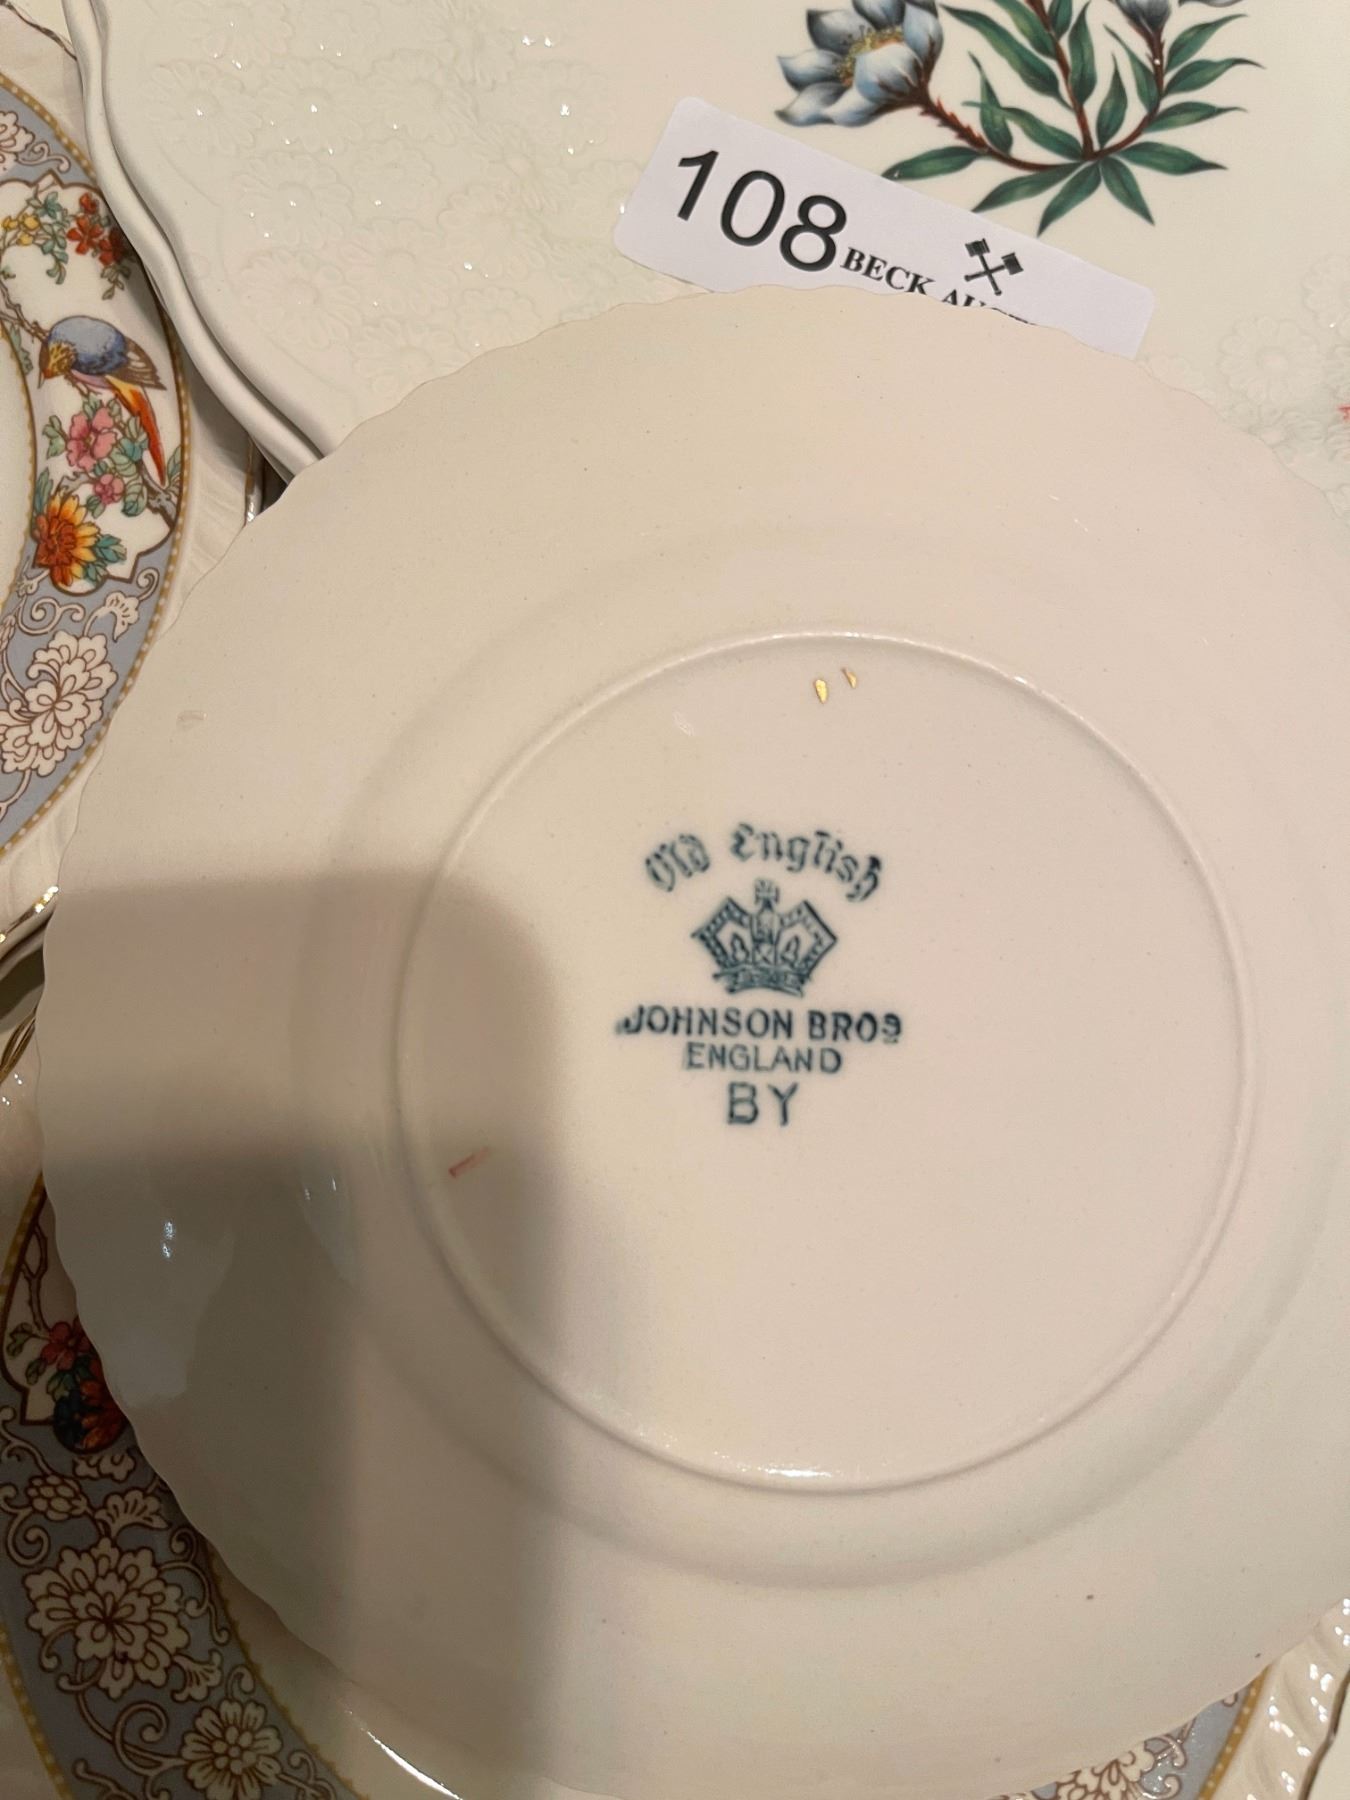 108
BECK
Old English
JOHNSON BROS
ENGLAND
BY